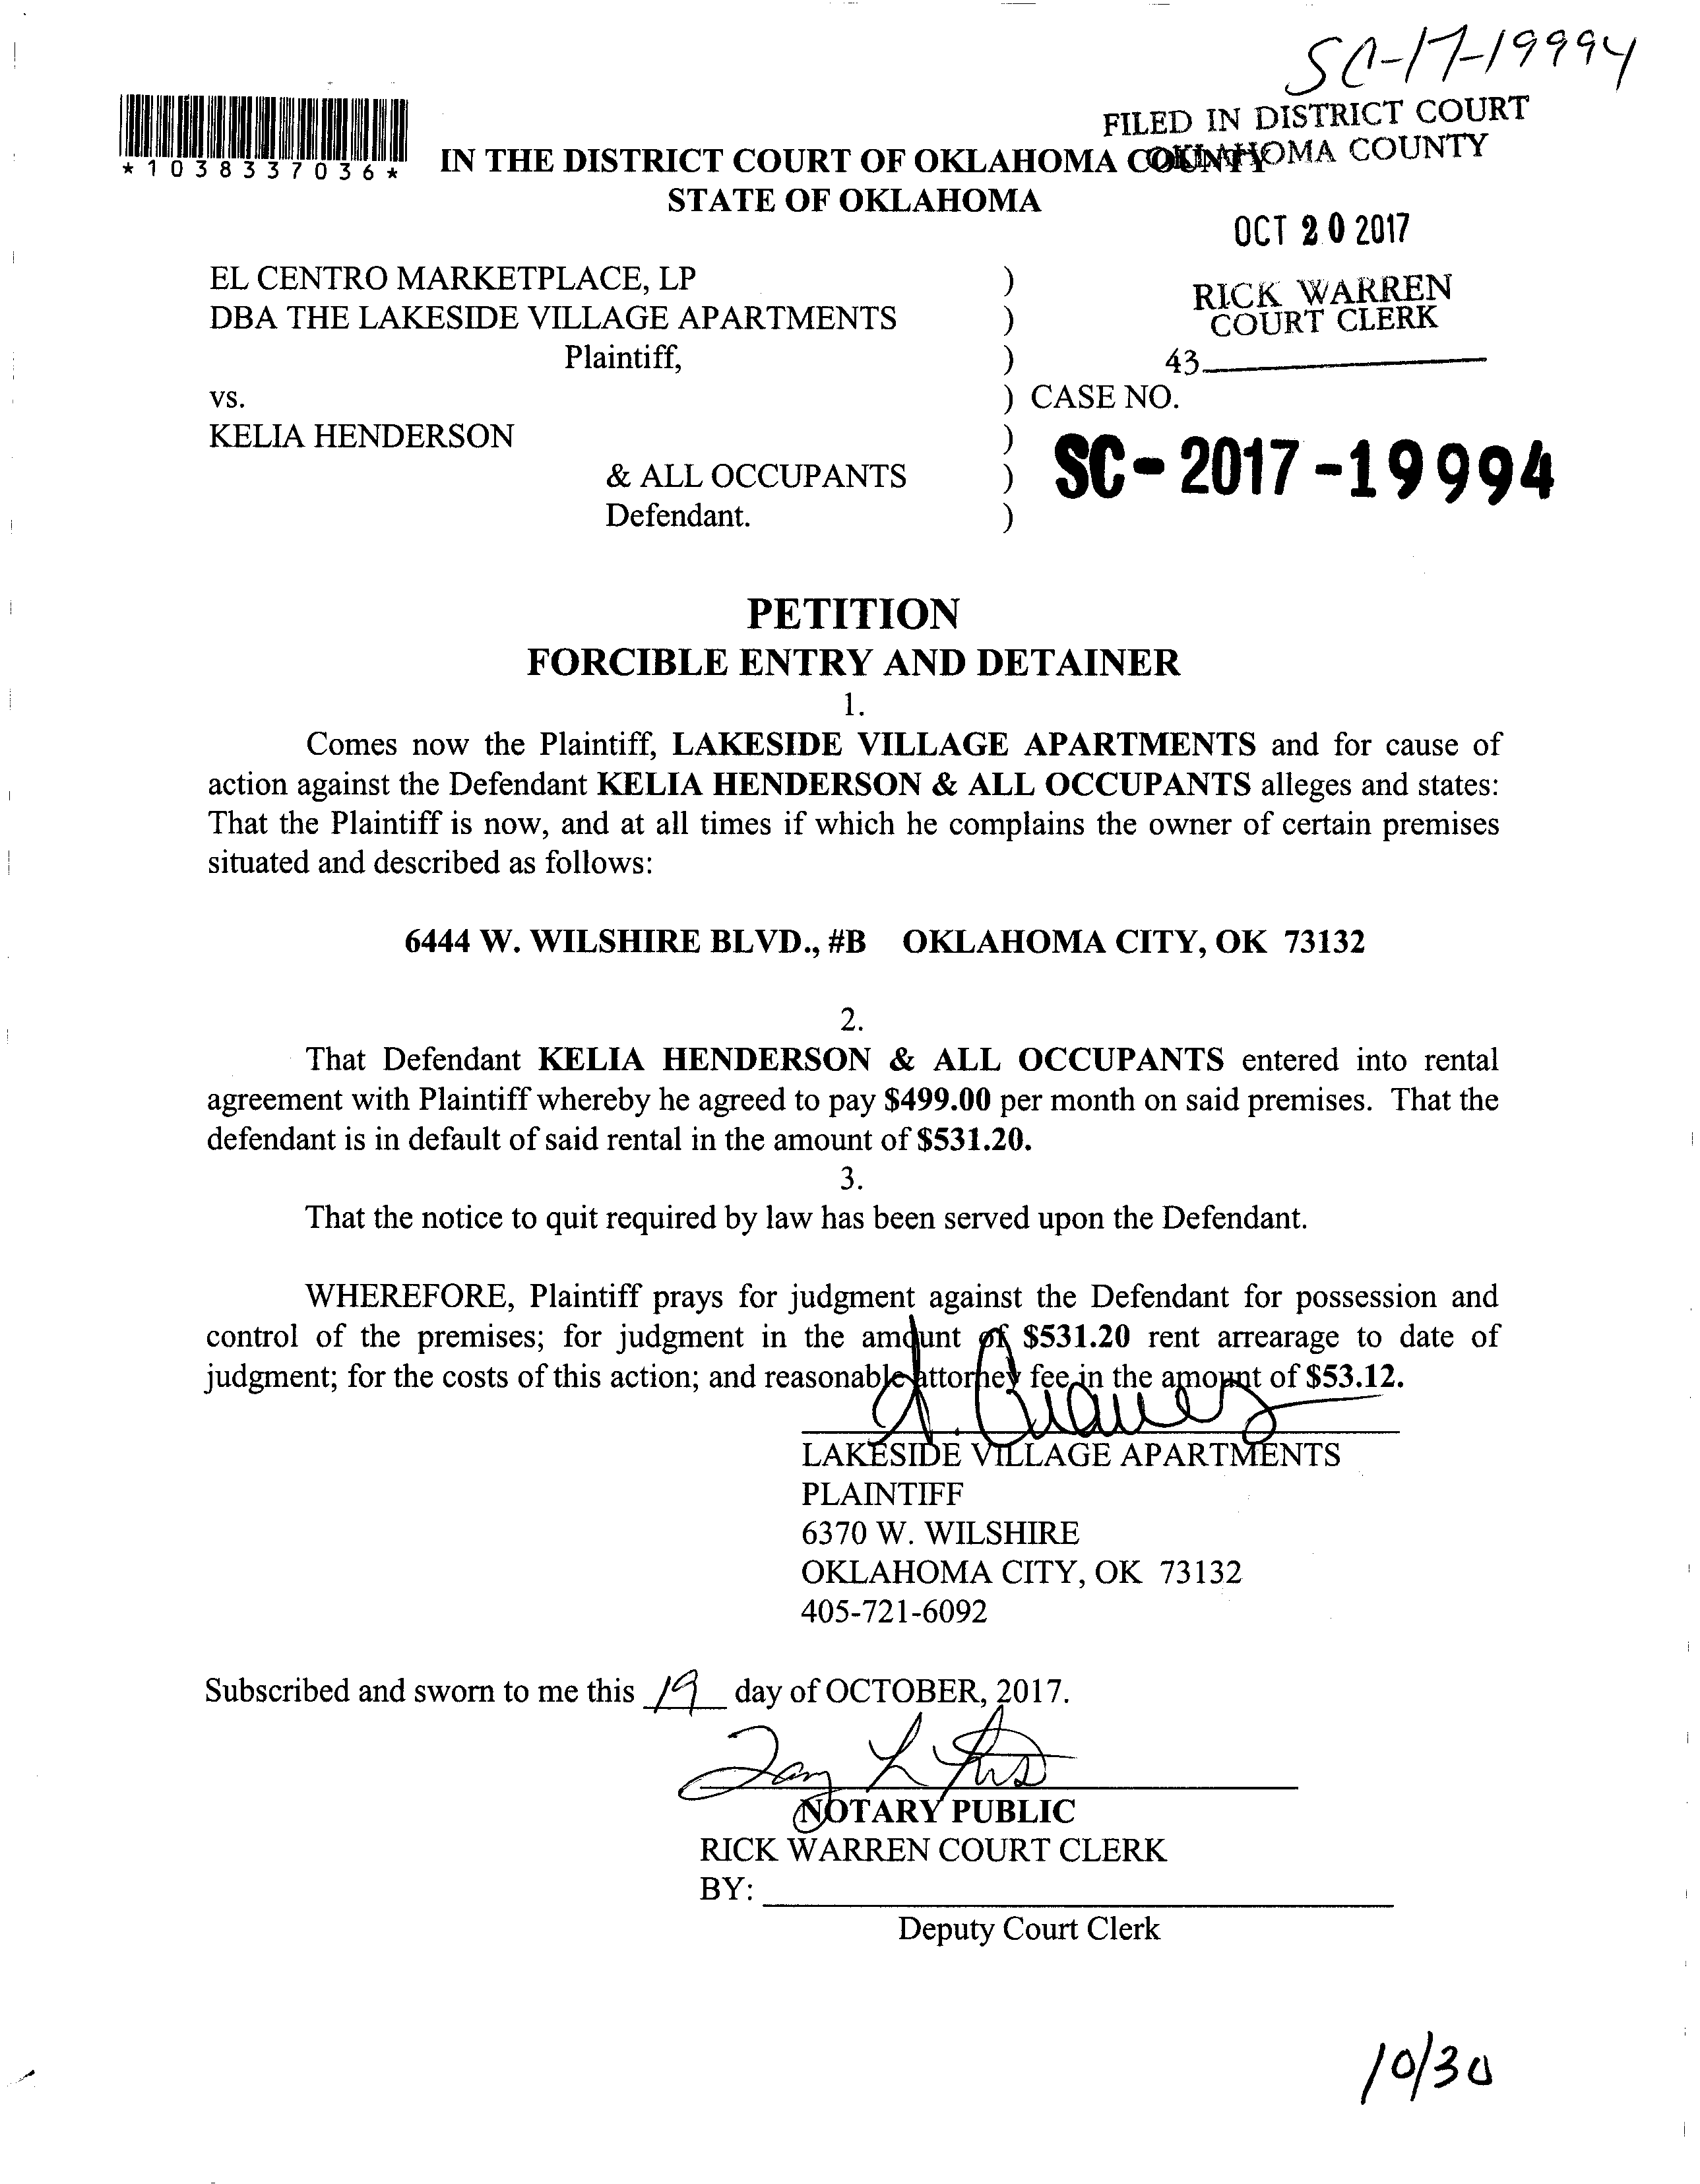 SC-17-19994
FILED IN DISTRICT COURT
OKLAHOMA COUNTY
*1038337036*
IN THE DISTRICT COURT OF OKLAHOMA COUNTY
STATE OF OKLAHOMA
OCT 20 2017
RICK WARREN
COURT CLERK
43
EL CENTRO MARKETPLACE, LP )
DBA THE LAKESIDE VILLAGE APARTMENTS )
Plaintiff, )
vs. ) CASE NO.
KELIA HENDERSON )
& ALL OCCUPANTS ) SC-2017-19994
Defendant. )
PETITION
FORCIBLE ENTRY AND DETAINER
1.
Comes now the Plaintiff, LAKESIDE VILLAGE APARTMENTS and for cause of
action against the Defendant KELIA HENDERSON & ALL OCCUPANTS alleges and states:
That the Plaintiff is now, and at all times if which he complains the owner of certain premises
situated and described as follows:
6444 W. WILSHIRE BLVD., #B OKLAHOMA CITY, OK 73132
2.
That Defendant KELIA HENDERSON & ALL OCCUPANTS entered into rental
agreement with Plaintiff whereby he agreed to pay $499.00 per month on said premises. That the
defendant is in default of said rental in the amount of $531.20.
3.
That the notice to quit required by law has been served upon the Defendant.
WHEREFORE, Plaintiff prays for judgment against the Defendant for possession and
control of the premises; for judgment in the amount of $531.20 rent arrearage to date of
judgment; for the costs of this action; and reasonable attorney fee in the amount of $53.12.
LAKESIDE VILLAGE APARTMENTS
PLAINTIFF
6370 W. WILSHIRE
OKLAHOMA CITY, OK 73132
405-721-6092
Subscribed and sworn to me this 19 day of OCTOBER, 2017.
NOTARY PUBLIC
RICK WARREN COURT CLERK
BY:
Deputy Court Clerk
10/30